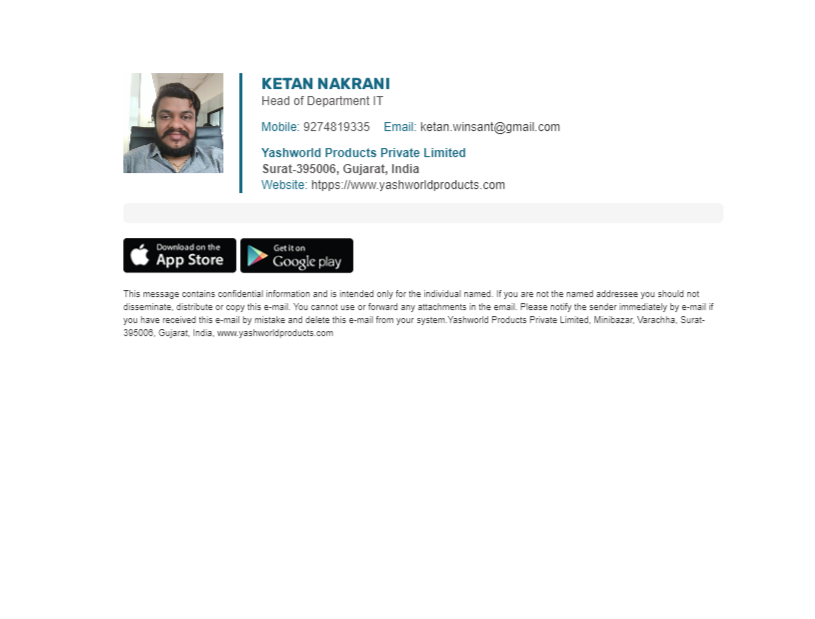 KETAN NAKRANI
Head of Department IT
Mobile: 9274819335 Email: ketan.winsant@gmail.com
Yashworld Products Private Limited
Surat-395006, Gujarat, India
Website: htpps://www.yashworldproducts.com
Download on the
App Store
Get it on
Google play
This message contains confidential information and is intended only for the individual named. If you are not the named addressee you should not
disseminate, distribute or copy this e-mail. You cannot use or forward any attachments in the email. Please notify the sender immediately by e-mail if
you have received this e-mail by mistake and delete this e-mail from your system.Yashworld Products Private Limited, Minibazar, Varachha, Surat-
395006, Gujarat, India, www.yashworldproducts.com